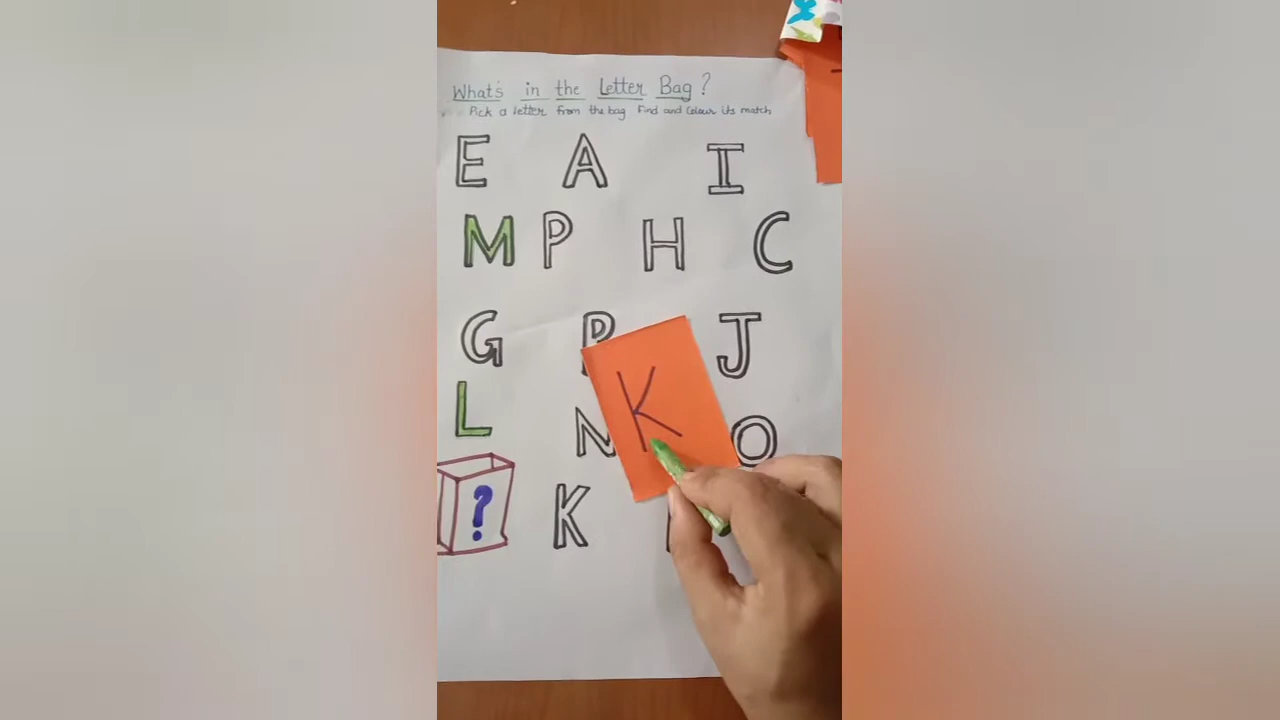 What's in the Letter Bag?
Pick a letter from the bag Find and Colour its match
E A I
M P H C
G J
K
L
N O
? K